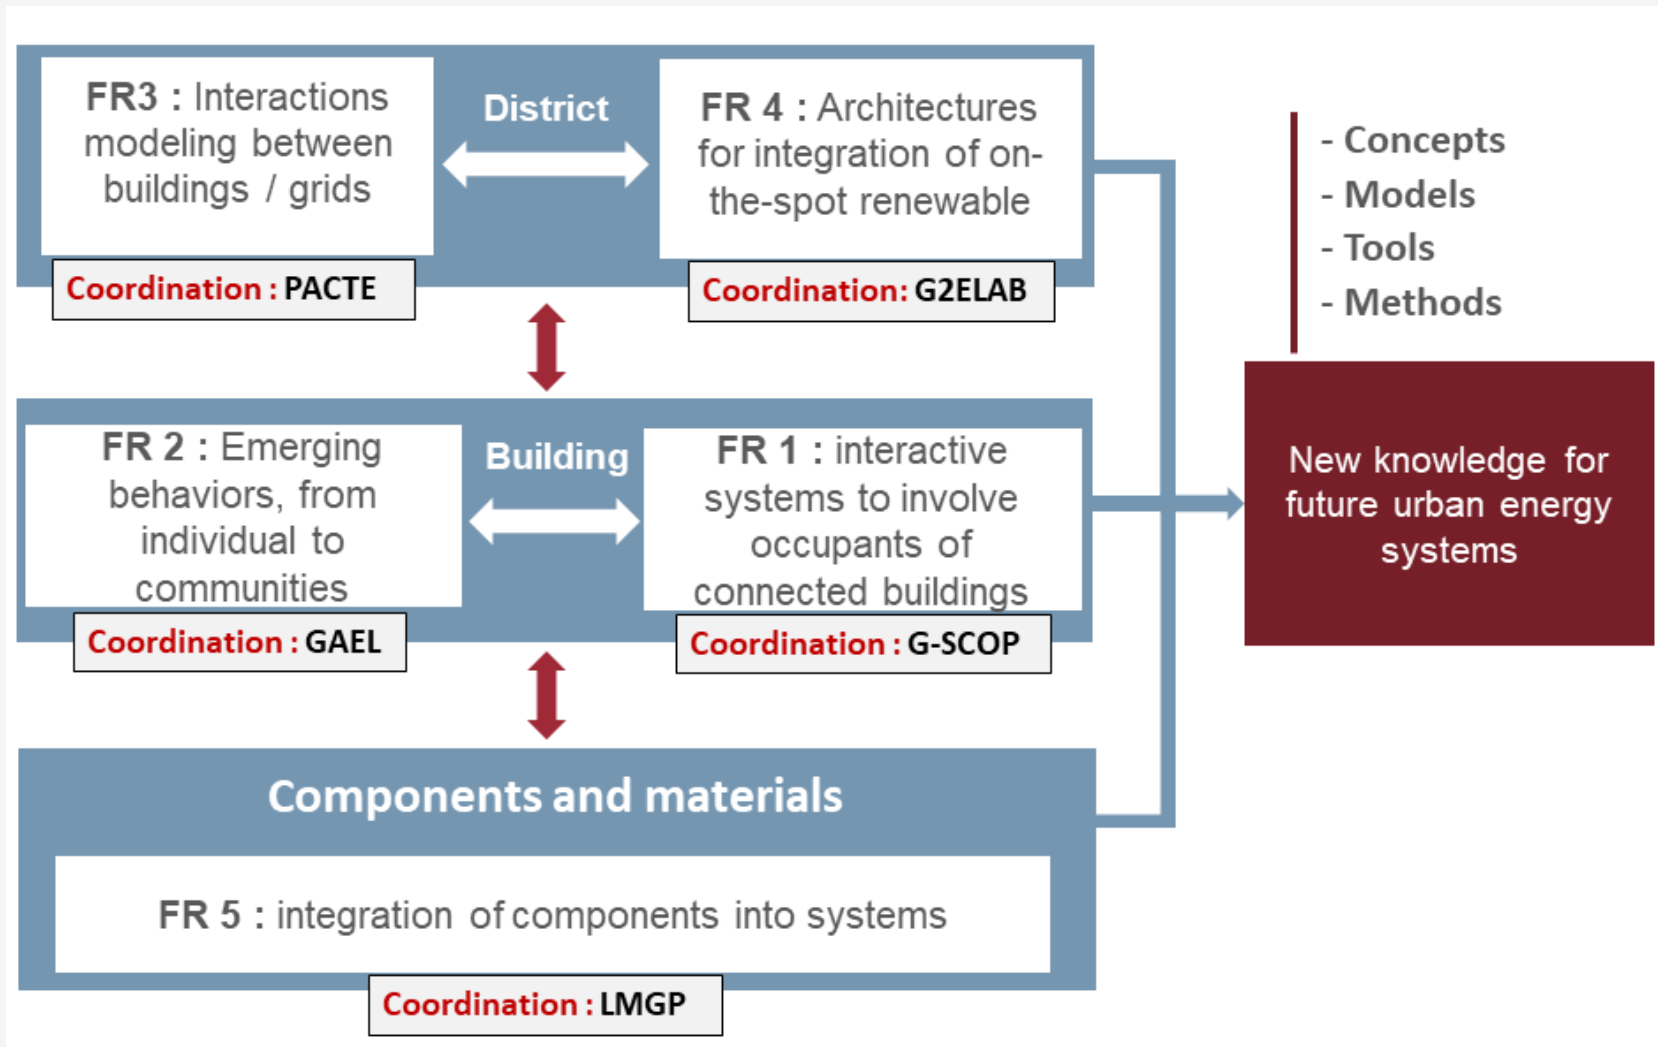 FR3 : Interactions
modeling between
buildings / grids
Coordination : PACTE
District
FR 4 : Architectures
for integration of on-
the-spot renewable
Coordination: G2ELAB
FR 2 : Emerging
behaviors, from
individual to
communities
Coordination : GAEL
Building
FR 1 : interactive
systems to involve
occupants of
connected buildings
Coordination : G-SCOP
Components and materials
FR 5 : integration of components into systems
Coordination : LMGP
- Concepts
- Models
- Tools
- Methods
New knowledge for
future urban energy
systems